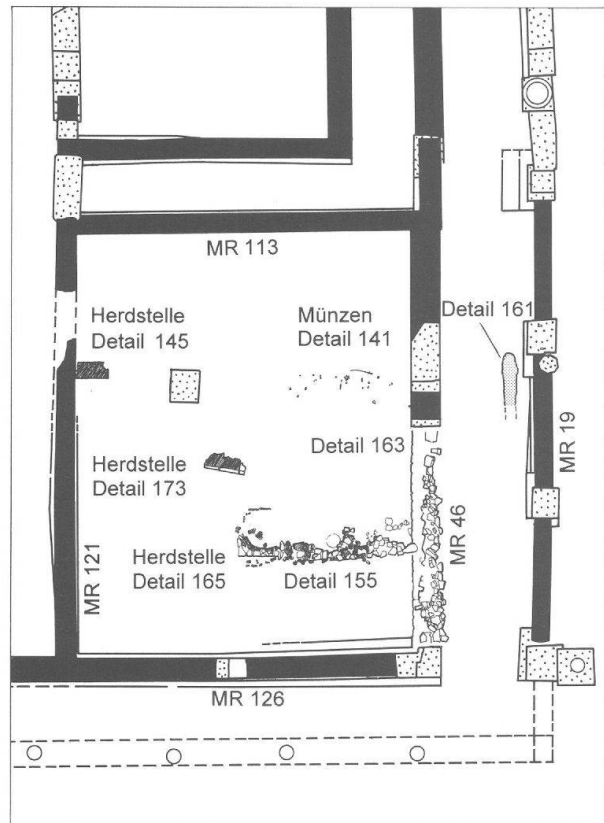 MR 113
Herdstelle
Detail 145
Münzen
Detail 141
Detail 161
Detail 163
MR 19
Herdstelle
Detail 173
MR 46
Herdstelle
Detail 165
Detail 155
MR 121
MR 126